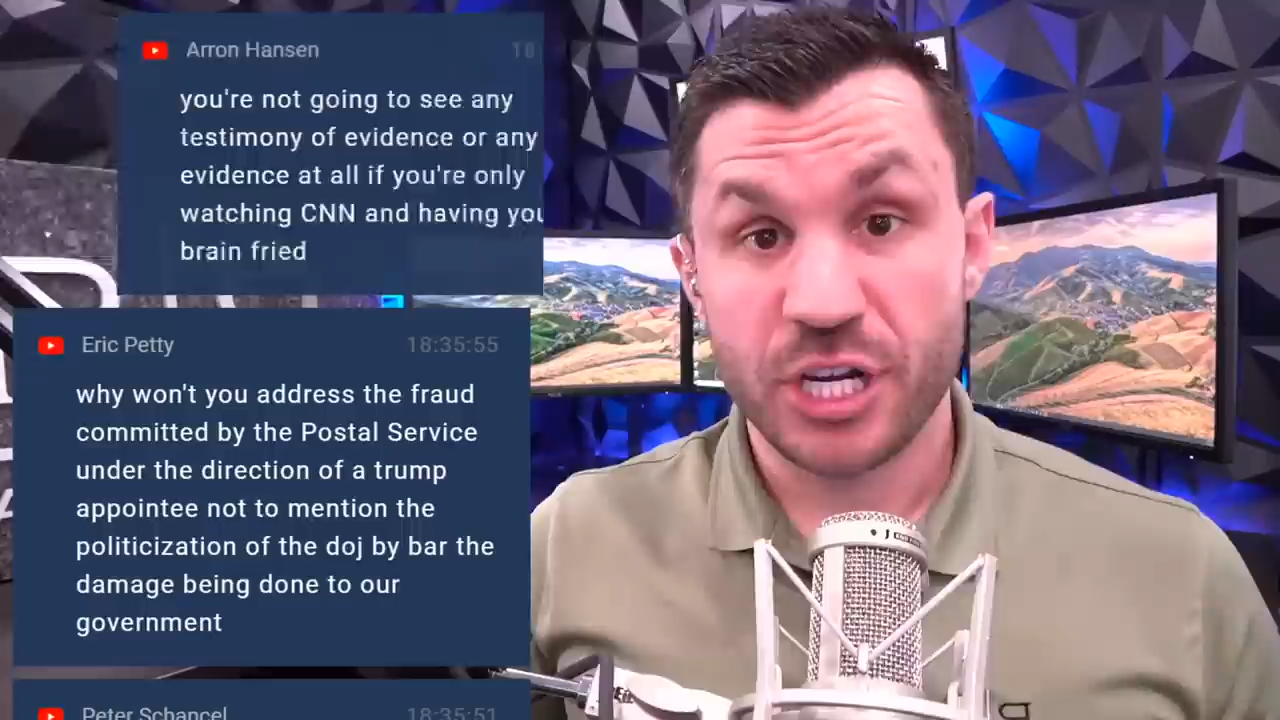 Arron Hansen
18
you're not going to see any
testimony of evidence or any
evidence at all if you're only
watching CNN and having you
brain fried
Eric Petty 18:35:55
why won't you address the fraud
committed by the Postal Service
under the direction of a trump
appointee not to mention the
politicization of the doj by bar the
damage being done to our
government
Peter Schancel 18:35:51